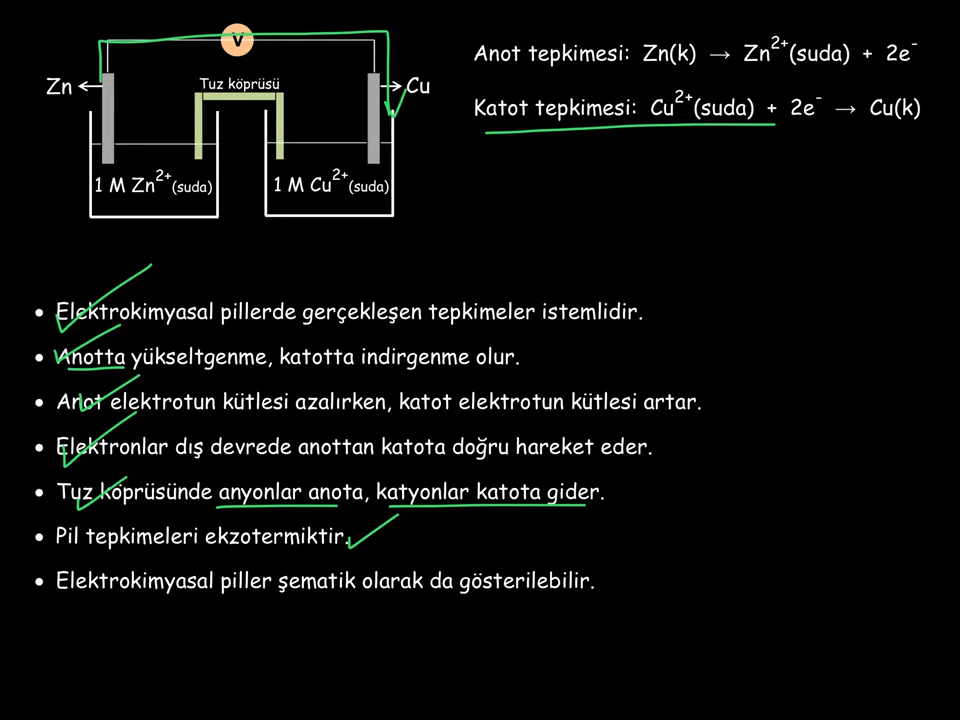 V
Anot tepkimesi: Zn(k) → Zn²⁺(suda) + 2e⁻
Zn
Tuz köprüsü
Cu
Katot tepkimesi: Cu²⁺(suda) + 2e⁻ → Cu(k)
1 M Zn²⁺(suda)
1 M Cu²⁺(suda)
• Elektrokimyasal pillerde gerçekleşen tepkimeler istemlidir.
• Anotta yükseltgenme, katotta indirgenme olur.
• Anot elektrotun kütlesi azalırken, katot elektrotun kütlesi artar.
• Elektronlar dış devrede anottan katota doğru hareket eder.
• Tuz köprüsünde anyonlar anota, katyonlar katota gider.
• Pil tepkimeleri ekzotermiktir.
• Elektrokimyasal piller şematik olarak da gösterilebilir.